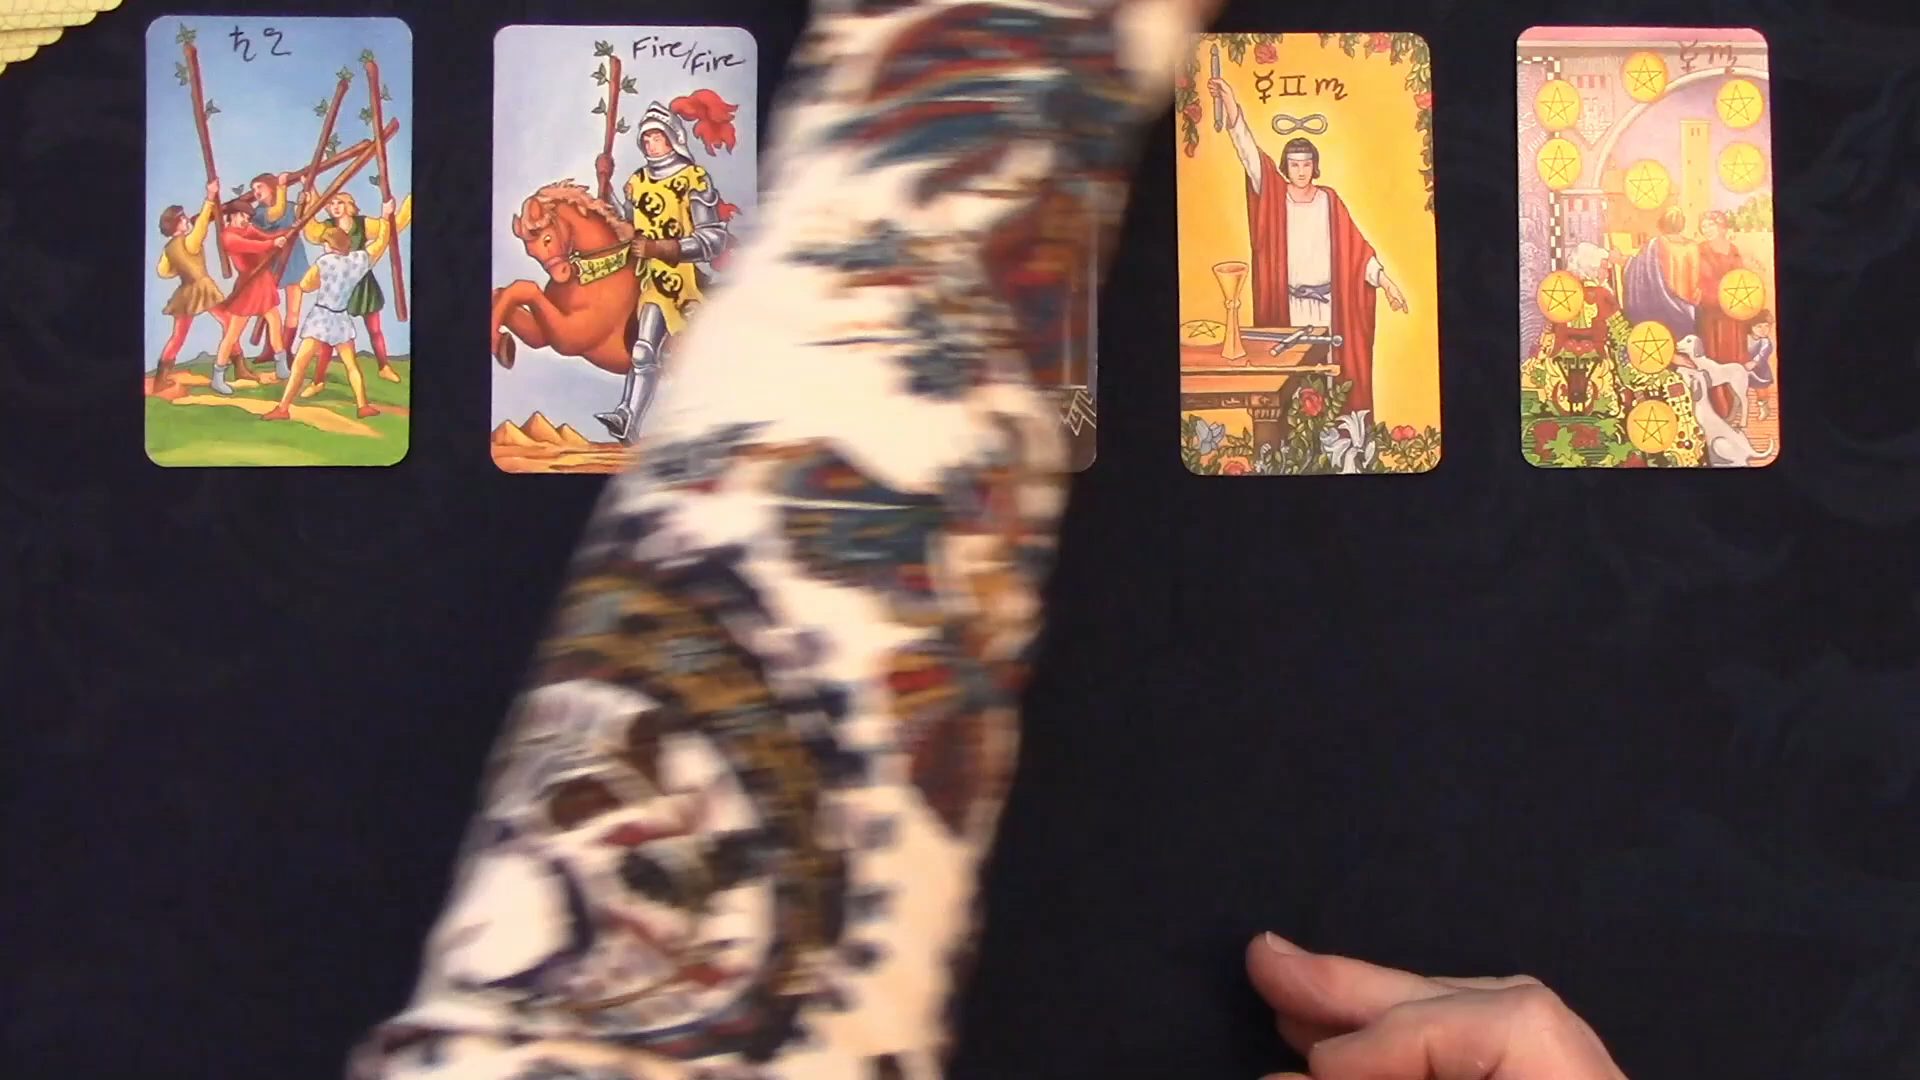 ♄ ♌
Fire/Fire
☿ ♊ ♍
☿ ♍